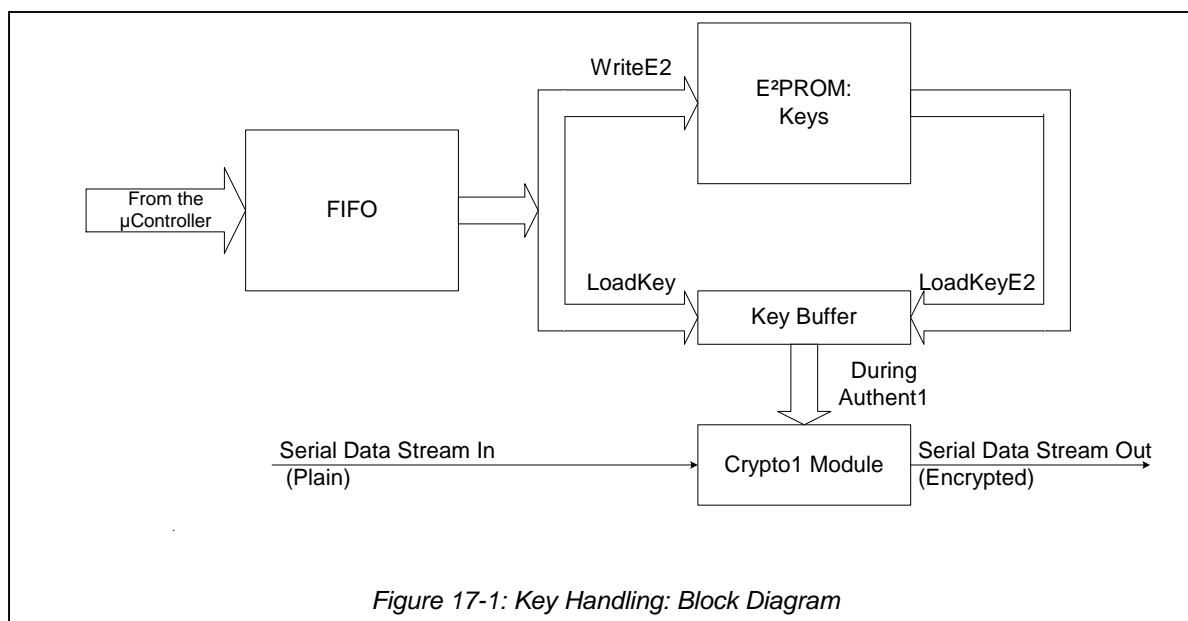 WriteE2
E²PROM:
Keys
From the
µController
FIFO
LoadKey
LoadKeyE2
Key Buffer
During
Authent1
Serial Data Stream In
(Plain)
Crypto1 Module
Serial Data Stream Out
(Encrypted)
Figure 17-1: Key Handling: Block Diagram